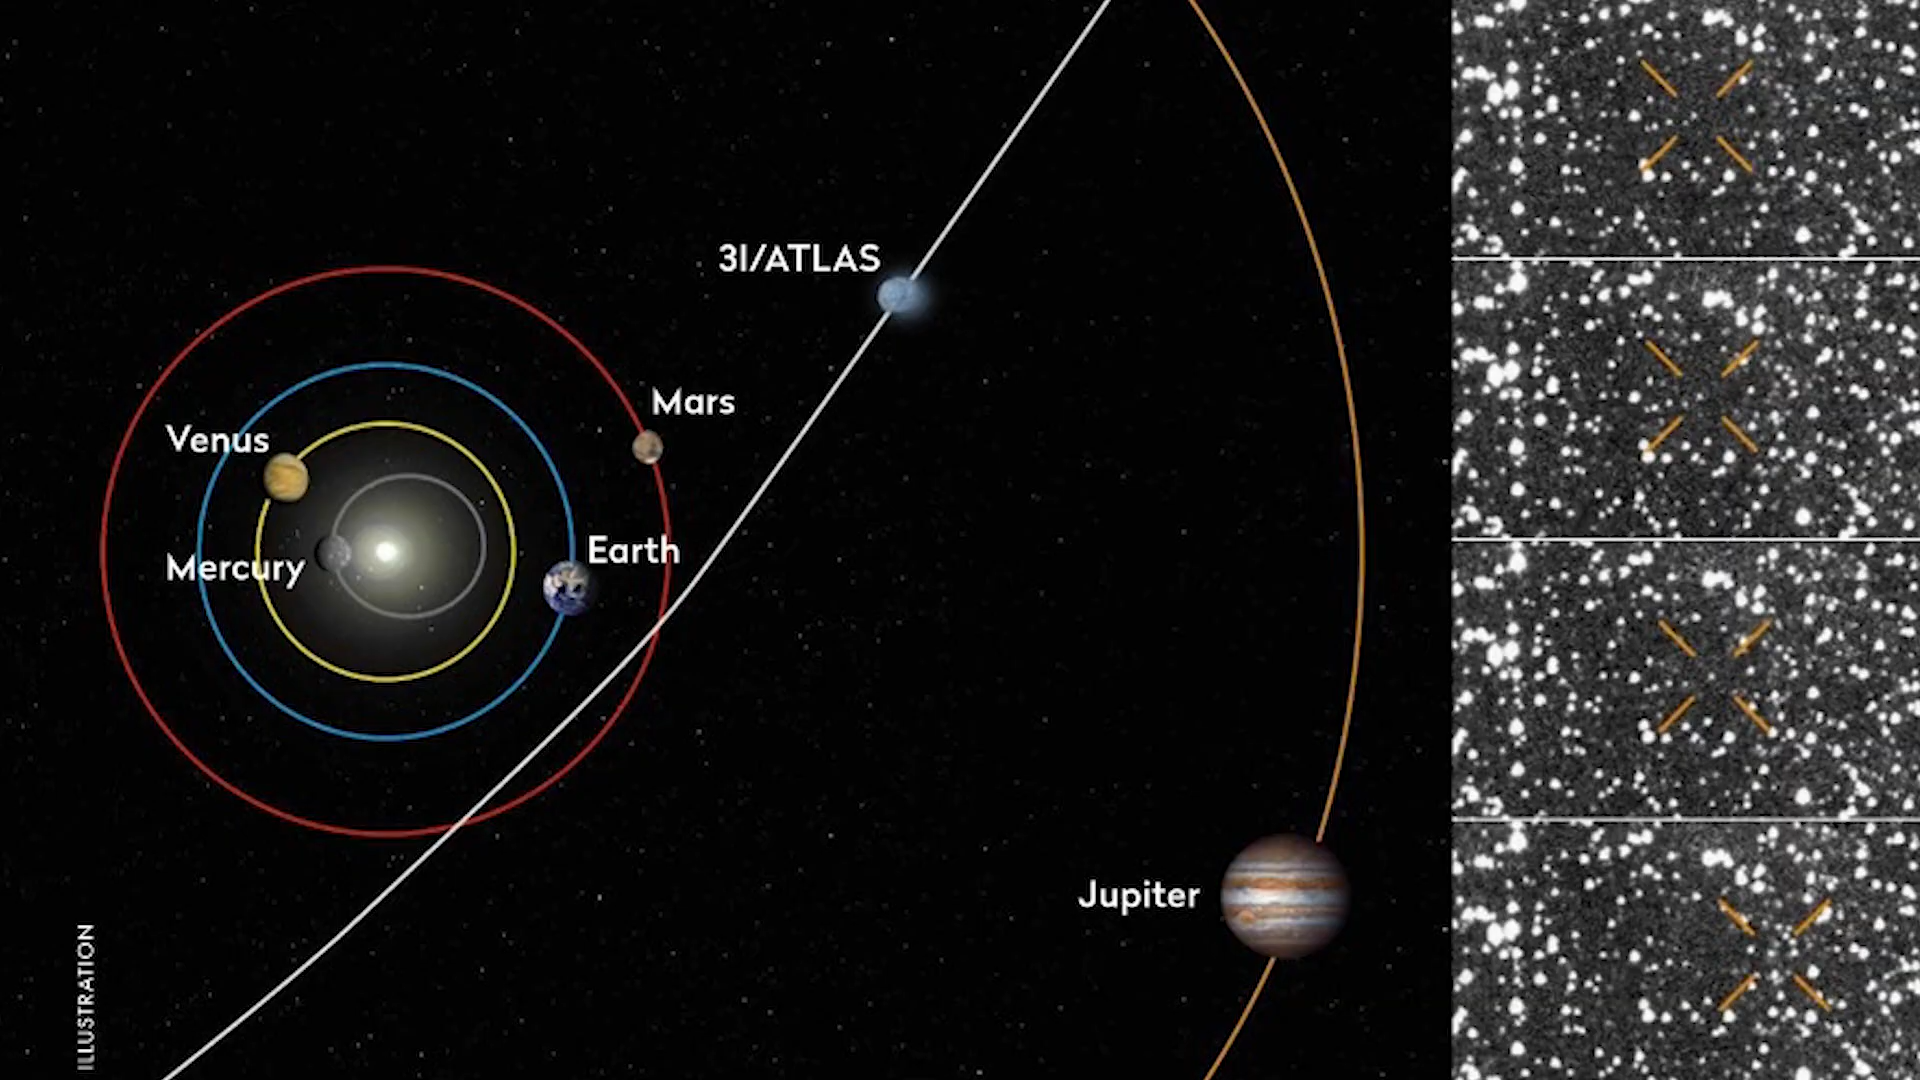 3I/ATLAS
Mars
Venus
Earth
Mercury
Jupiter
ILLUSTRATION